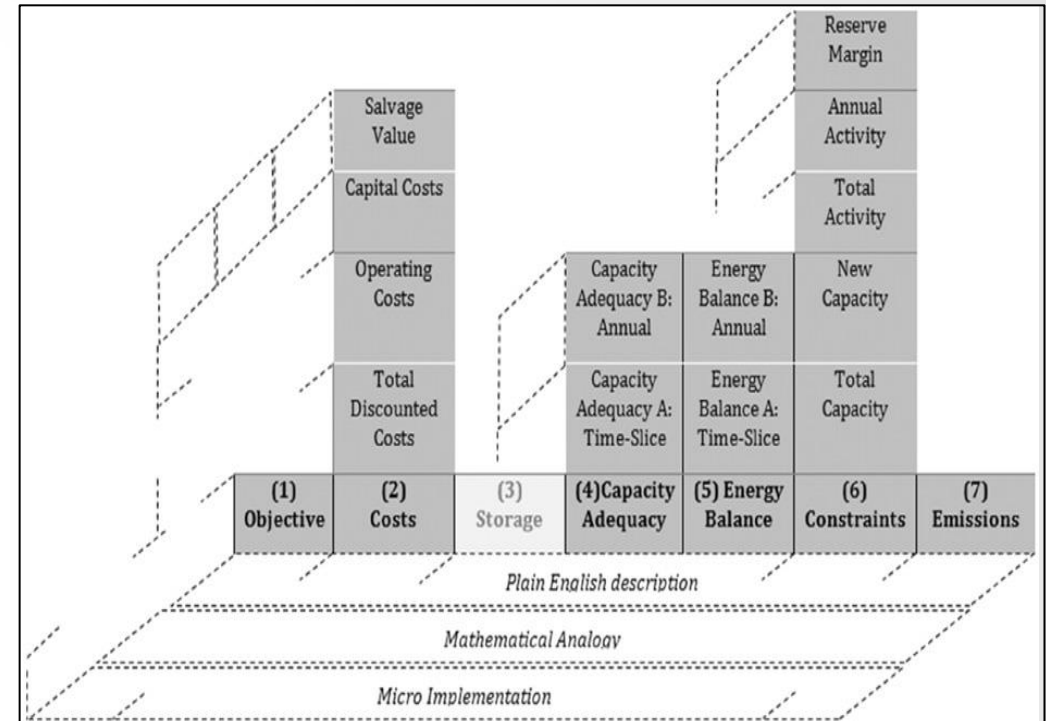 Reserve
Margin
Salvage
Value
Annual
Activity
Capital Costs
Total
Activity
Operating
Costs
Capacity
Adequacy B:
Annual
Energy
Balance B:
Annual
New
Capacity
Total
Discounted
Costs
Capacity
Adequacy A:
Time-Slice
Energy
Balance A:
Time-Slice
Total
Capacity
(1)
Objective
(2)
Costs
(3)
Storage
(4)Capacity
Adequacy
(5) Energy
Balance
(6)
Constraints
(7)
Emissions
Plain English description
Mathematical Analogy
Micro Implementation